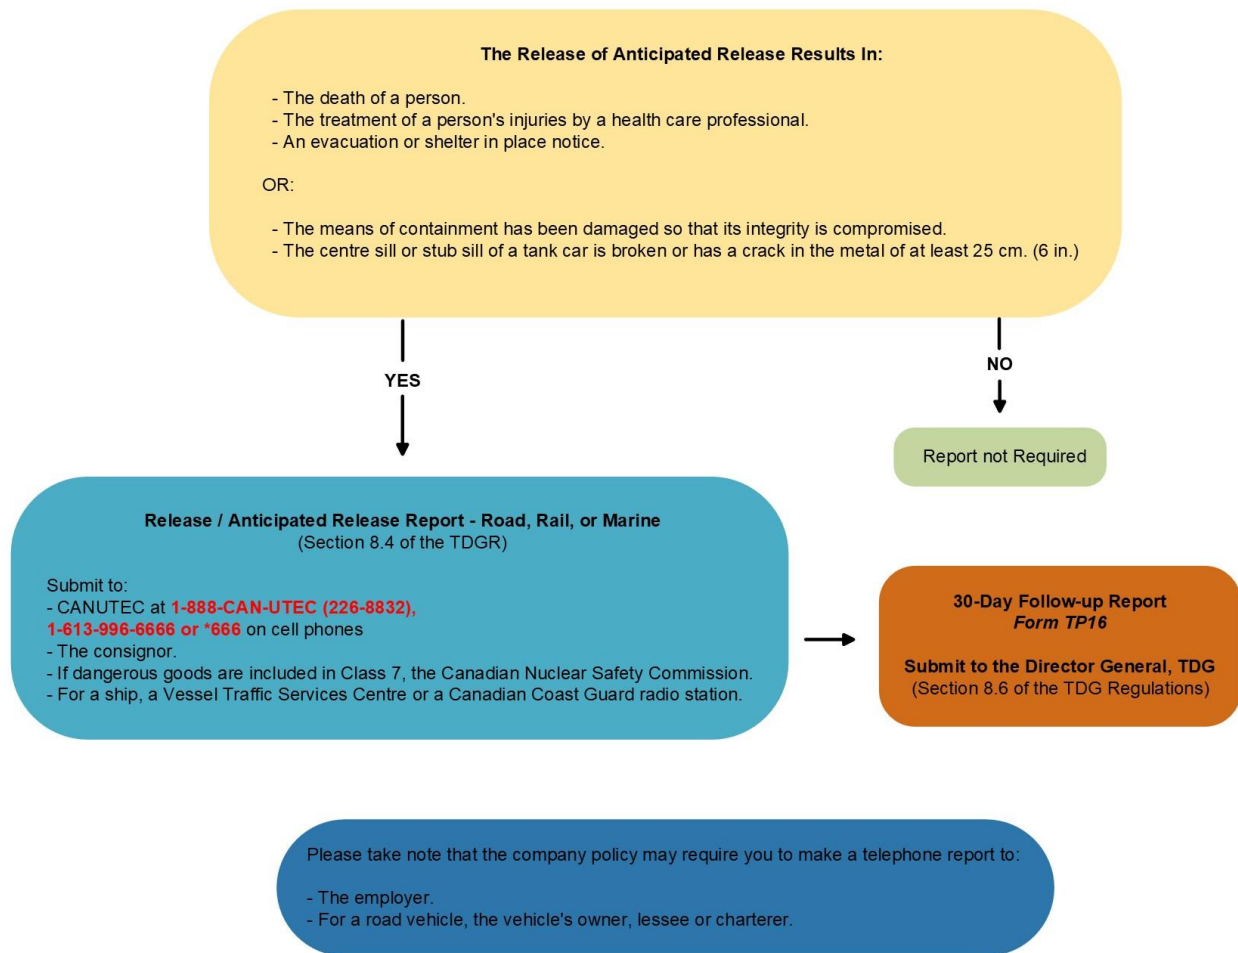 The Release of Anticipated Release Results In:
- The death of a person.
- The treatment of a person's injuries by a health care professional.
- An evacuation or shelter in place notice.
OR:
- The means of containment has been damaged so that its integrity is compromised.
- The centre sill or stub sill of a tank car is broken or has a crack in the metal of at least 25 cm. (6 in.)
YES
NO
Report not Required
Release / Anticipated Release Report - Road, Rail, or Marine
(Section 8.4 of the TDGR)
Submit to:
- CANUTEC at 1-888-CAN-UTEC (226-8832),
1-613-996-6666 or *666 on cell phones
- The consignor.
- If dangerous goods are included in Class 7, the Canadian Nuclear Safety Commission.
- For a ship, a Vessel Traffic Services Centre or a Canadian Coast Guard radio station.
30-Day Follow-up Report
Form TP16
Submit to the Director General, TDG
(Section 8.6 of the TDG Regulations)
Please take note that the company policy may require you to make a telephone report to:
- The employer.
- For a road vehicle, the vehicle's owner, lessee or charterer.